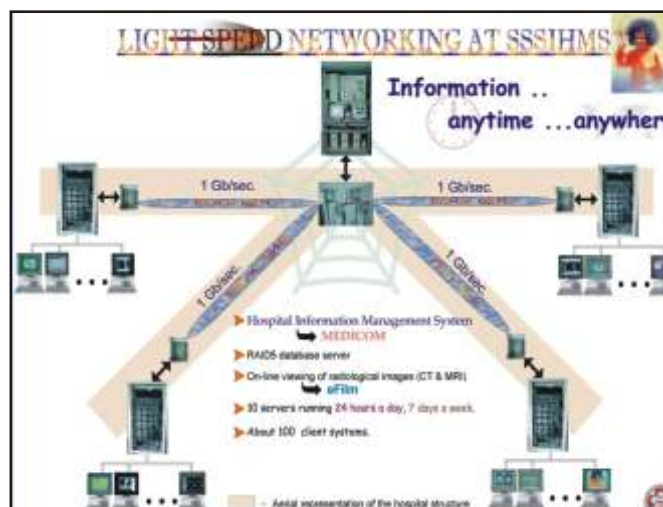 LIGHT SPEED NETWORKING AT SSSIHMS
Information ..
anytime ...anywher
1 Gb/sec.
1 Gb/sec.
1 Gb/sec.
1 Gb/sec.
Hospital Information Management System
MEDICOM
RAID5 database server
On-line viewing of radiological images (CT & MRI)
eFilm
10 servers running 24 hours a day, 7 days a week.
About 100 client systems.
- Aerial representation of the hospital structure